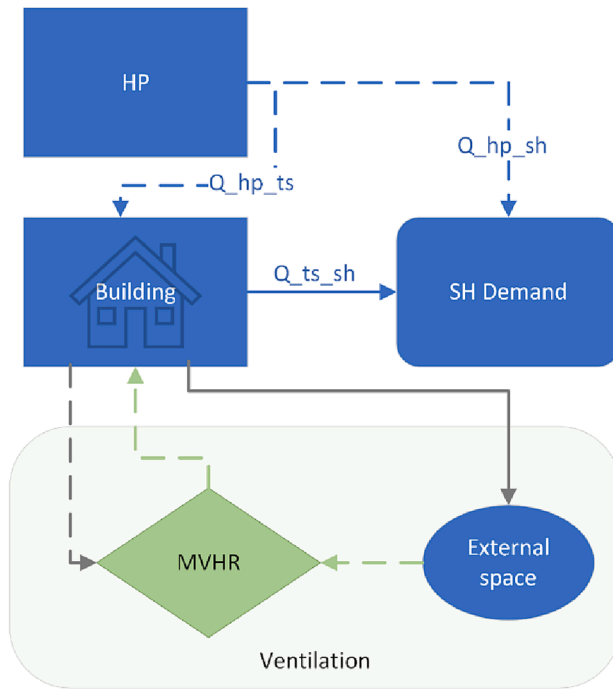 HP
Q_hp_sh
Q_hp_ts
Building
Q_ts_sh
SH Demand
MVHR
External
space
Ventilation